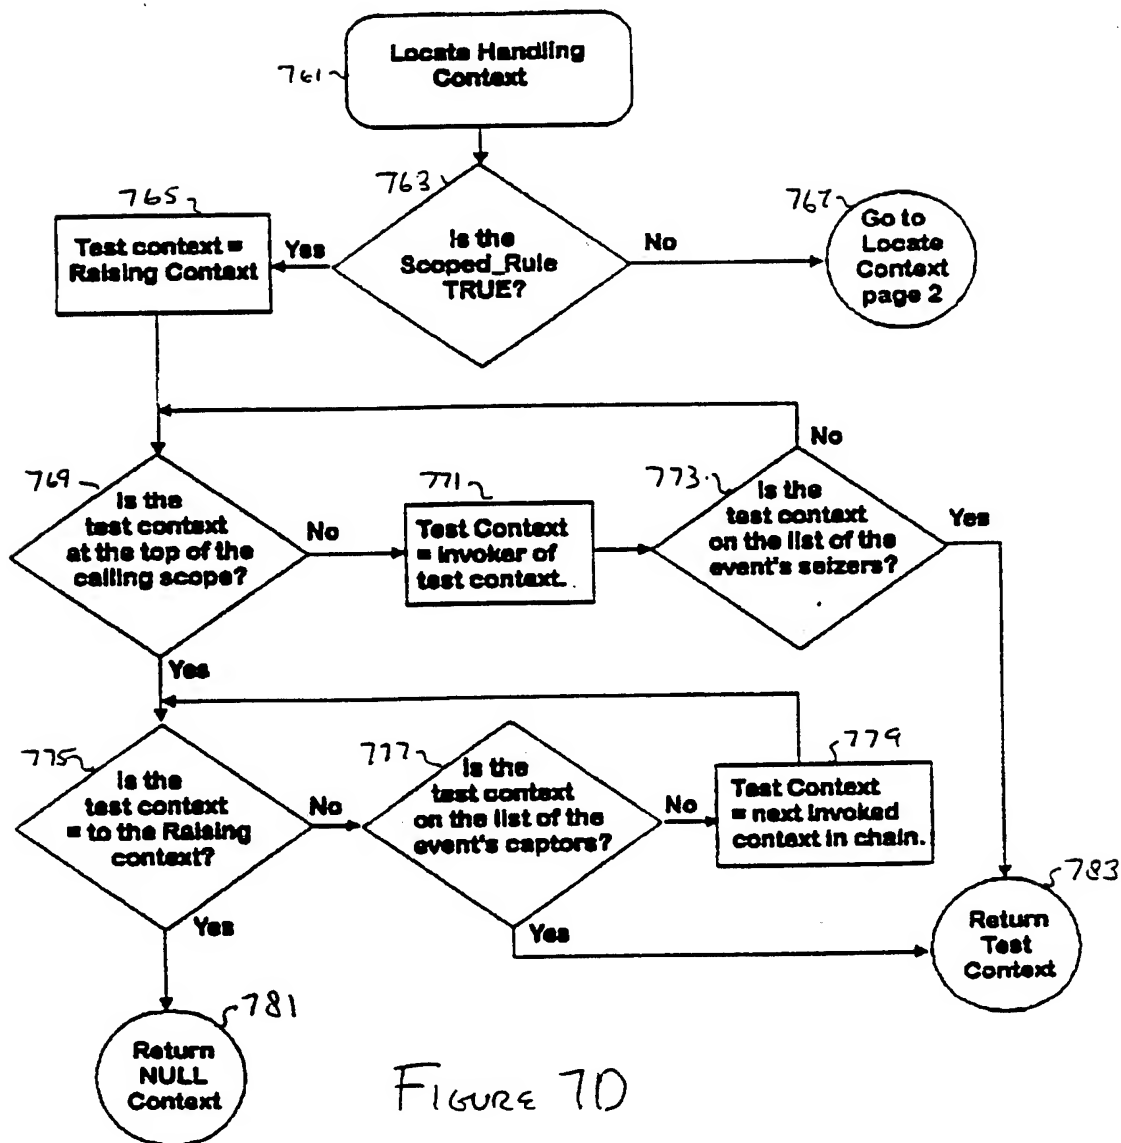 761
Locate Handling
Context
763
Is the
Scoped_Rule
TRUE?
Yes
No
765
Test context =
Raising Context
767
Go to
Locate
Context
page 2
769
Is the
test context
at the top of the
calling scope?
No
Yes
771
Test Context
= invoker of
test context.
773
Is the
test context
on the list of the
event's seizers?
No
Yes
775
Is the
test context
= to the Raising
context?
No
Yes
777
Is the
test context
on the list of the
event's captors?
No
Yes
779
Test Context
= next invoked
context in chain.
783
Return
Test
Context
781
Return
NULL
Context
FIGURE 7D